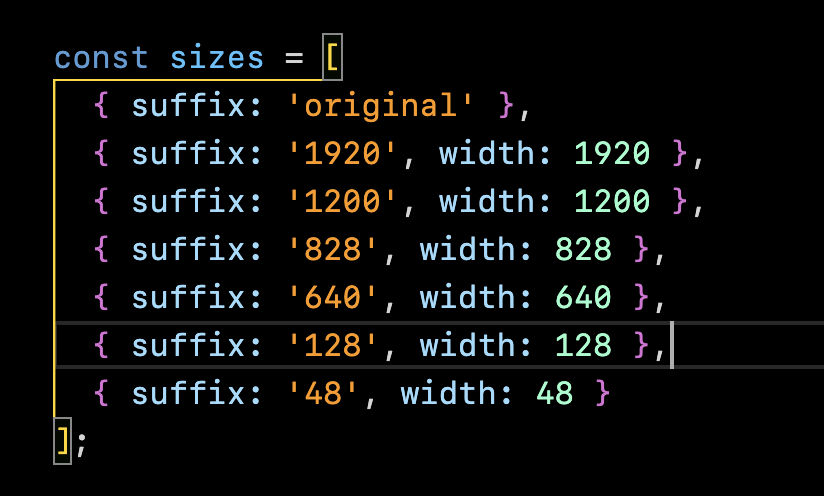 const sizes = [
  { suffix: 'original' },
  { suffix: '1920', width: 1920 },
  { suffix: '1200', width: 1200 },
  { suffix: '828', width: 828 },
  { suffix: '640', width: 640 },
  { suffix: '128', width: 128 },
  { suffix: '48', width: 48 }
];